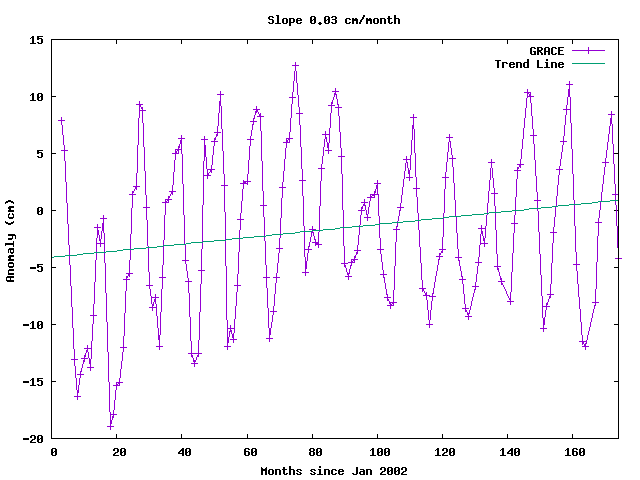 Slope 0.03 cm/month
GRACE
Trend Line
15
10
5
0
-5
-10
-15
-20
Anomaly (cm)
0 20 40 60 80 100 120 140 160
Months since Jan 2002